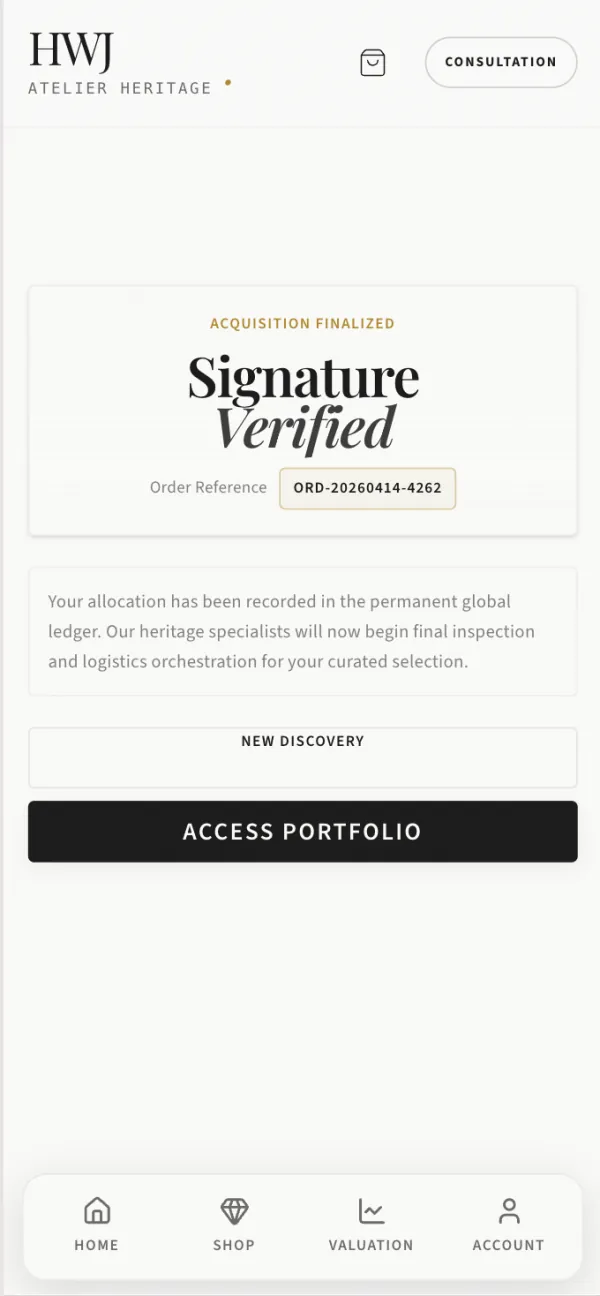 HWJ
ATELIER HERITAGE
CONSULTATION
ACQUISITION FINALIZED
Signature
Verified
Order Reference ORD-20260414-4262
Your allocation has been recorded in the permanent global
ledger. Our heritage specialists will now begin final inspection
and logistics orchestration for your curated selection.
NEW DISCOVERY
ACCESS PORTFOLIO
HOME SHOP VALUATION ACCOUNT